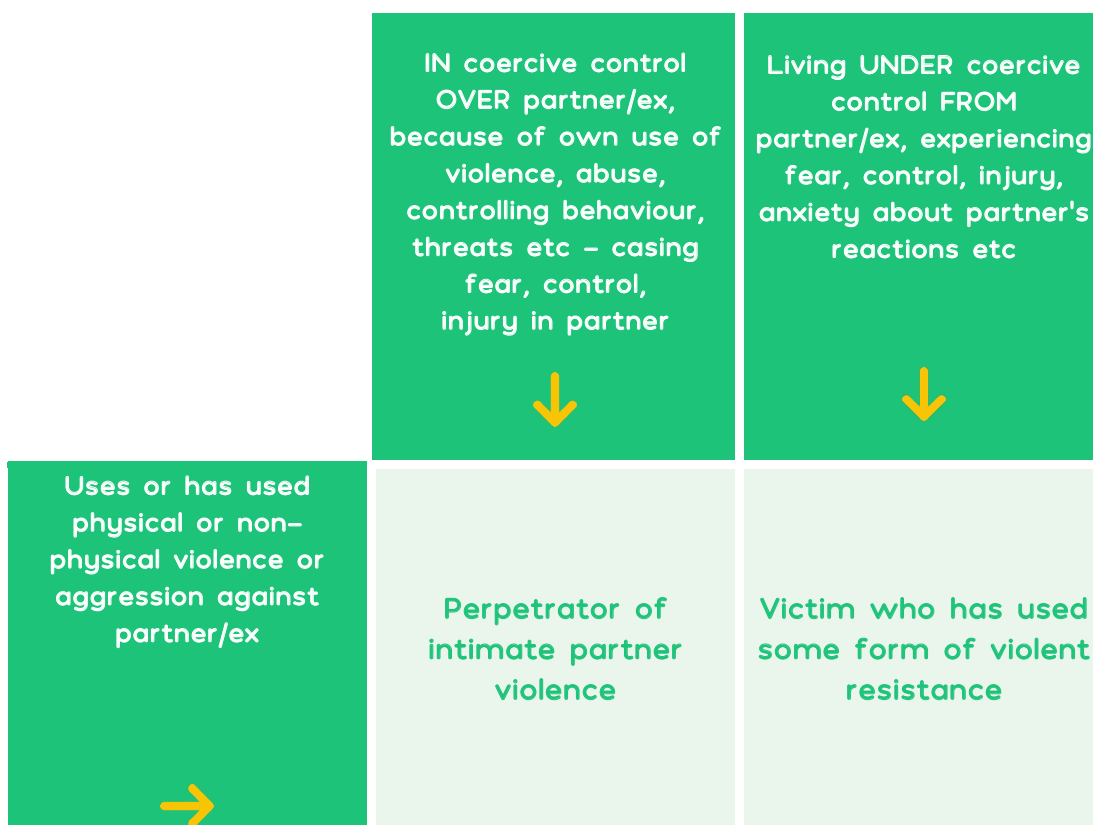 IN coercive control
OVER partner/ex,
because of own use of
violence, abuse,
controlling behaviour,
threats etc – casing
fear, control,
injury in partner
Living UNDER coercive
control FROM
partner/ex, experiencing
fear, control, injury,
anxiety about partner's
reactions etc
Uses or has used
physical or non-
physical violence or
aggression against
partner/ex
Perpetrator of
intimate partner
violence
Victim who has used
some form of violent
resistance